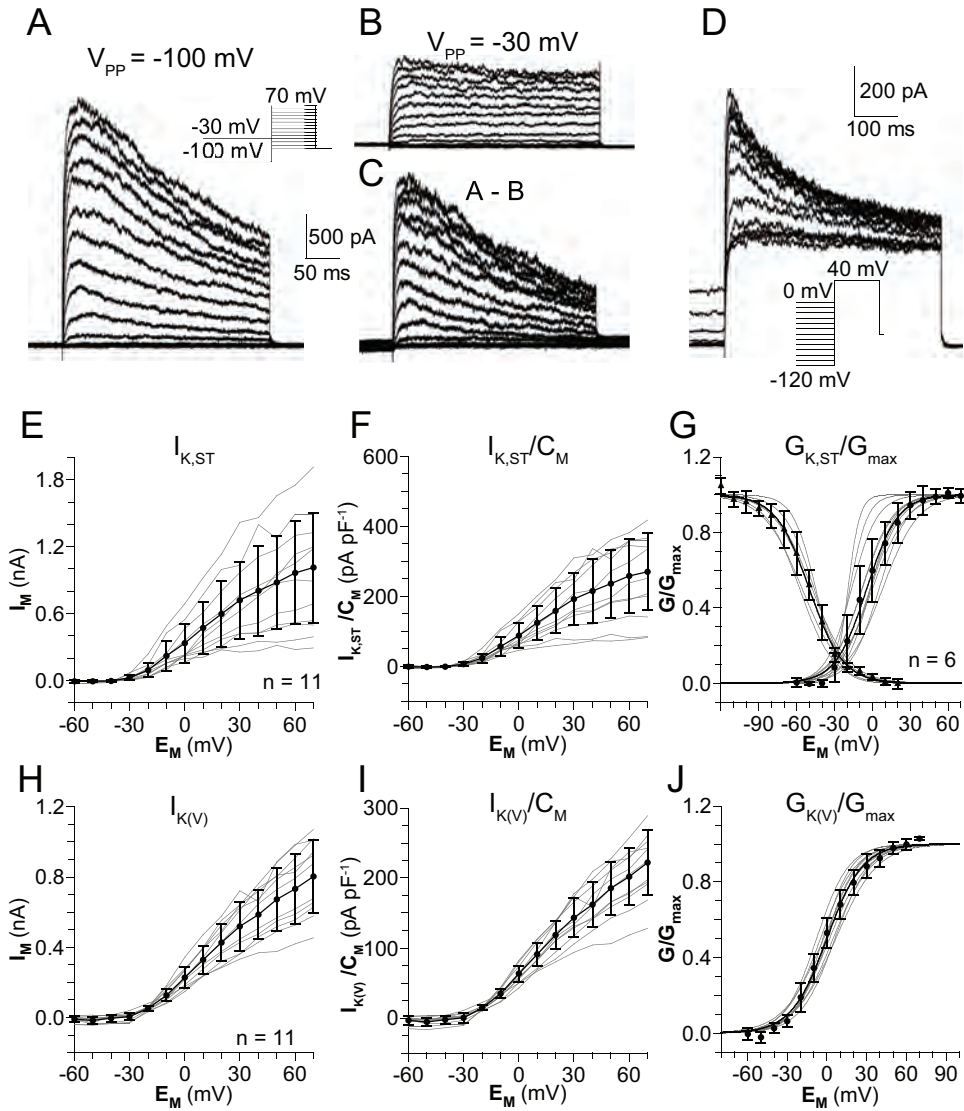 A
V_PP = -100 mV
70 mV
-30 mV
-100 mV
500 pA
50 ms
B
V_PP = -30 mV
C
A - B
D
200 pA
100 ms
40 mV
0 mV
-120 mV
E
I_K,ST
1.8
1.2
0.6
0.0
I_M (nA)
-60 -30 0 30 60
E_M (mV)
n = 11
F
I_K,ST/C_M
600
400
200
0
I_K,ST/C_M (pA pF⁻¹)
-60 -30 0 30 60
E_M (mV)
G
G_K,ST/G_max
1.2
0.8
0.4
0.0
G/G_max
-90 -60 -30 0 30 60
E_M (mV)
n = 6
H
I_K(V)
1.2
0.8
0.4
0.0
I_M (nA)
-60 -30 0 30 60
E_M (mV)
n = 11
I
I_K(V)/C_M
300
200
100
0
I_K(V)/C_M (pA pF⁻¹)
-60 -30 0 30 60
E_M (mV)
J
G_K(V)/G_max
1.2
0.8
0.4
0.0
G/G_max
-60 -30 0 30 60 90
E_M (mV)